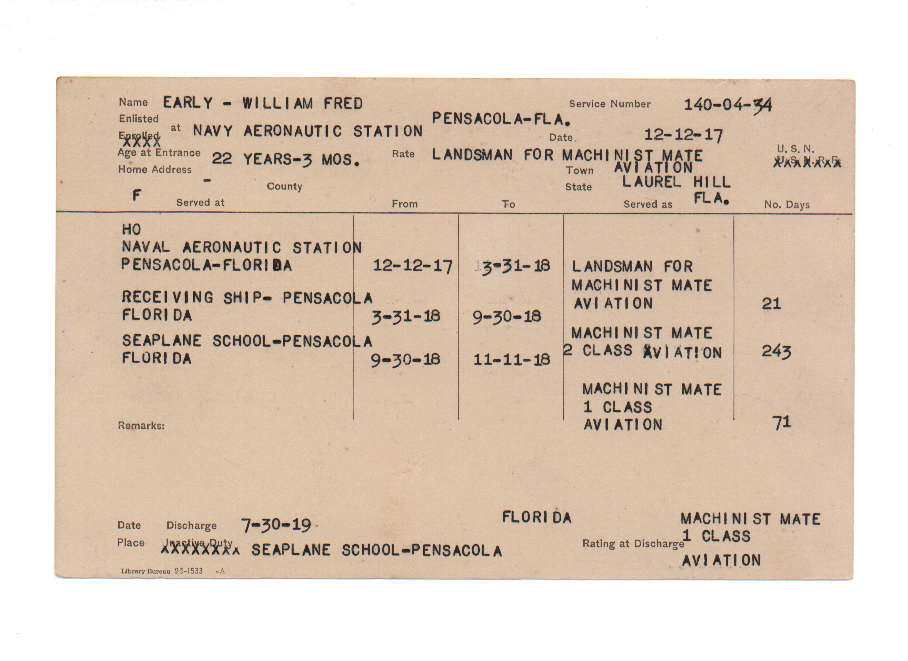 Name EARLY - WILLIAM FRED Service Number 140-04-34
Enlisted
Enrolled at NAVY AERONAUTIC STATION PENSACOLA-FLA. Date 12-12-17
XXXX
Age at Entrance 22 YEARS-3 MOS. Rate LANDSMAN FOR MACHINIST MATE U. S. N.
AVIATION U. S. N. R. F.
XXXXXXX
Home Address - Town LAUREL HILL
F County State FLA.
Served at From To Served as No. Days
HO
NAVAL AERONAUTIC STATION
PENSACOLA-FLORIDA 12-12-17 3-31-18 LANDSMAN FOR
MACHINIST MATE
RECEIVING SHIP- PENSACOLA AVIATION 21
FLORIDA 3-31-18 9-30-18
MACHINIST MATE
SEAPLANE SCHOOL-PENSACOLA 2 CLASS AVIATION 243
FLORIDA 9-30-18 11-11-18
MACHINIST MATE
1 CLASS
Remarks: AVIATION 71
Date Discharge 7-30-19 FLORIDA MACHINIST MATE
Place Inactive Duty XXXXXXXX SEAPLANE SCHOOL-PENSACOLA Rating at Discharge 1 CLASS
AVIATION
Library Bureau 25-1533 -A